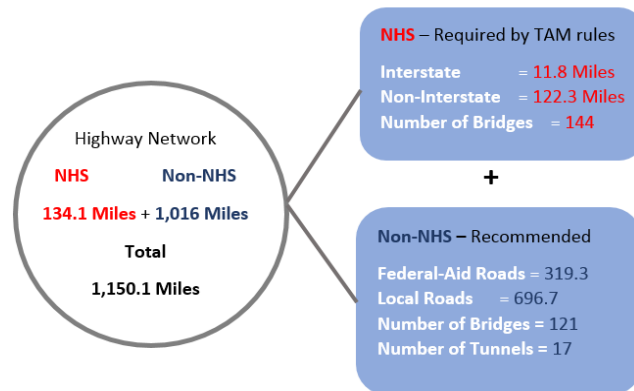 Highway Network
NHS Non-NHS
134.1 Miles + 1,016 Miles
Total
1,150.1 Miles
NHS – Required by TAM rules
Interstate = 11.8 Miles
Non-Interstate = 122.3 Miles
Number of Bridges = 144
+
Non-NHS – Recommended
Federal-Aid Roads = 319.3
Local Roads = 696.7
Number of Bridges = 121
Number of Tunnels = 17